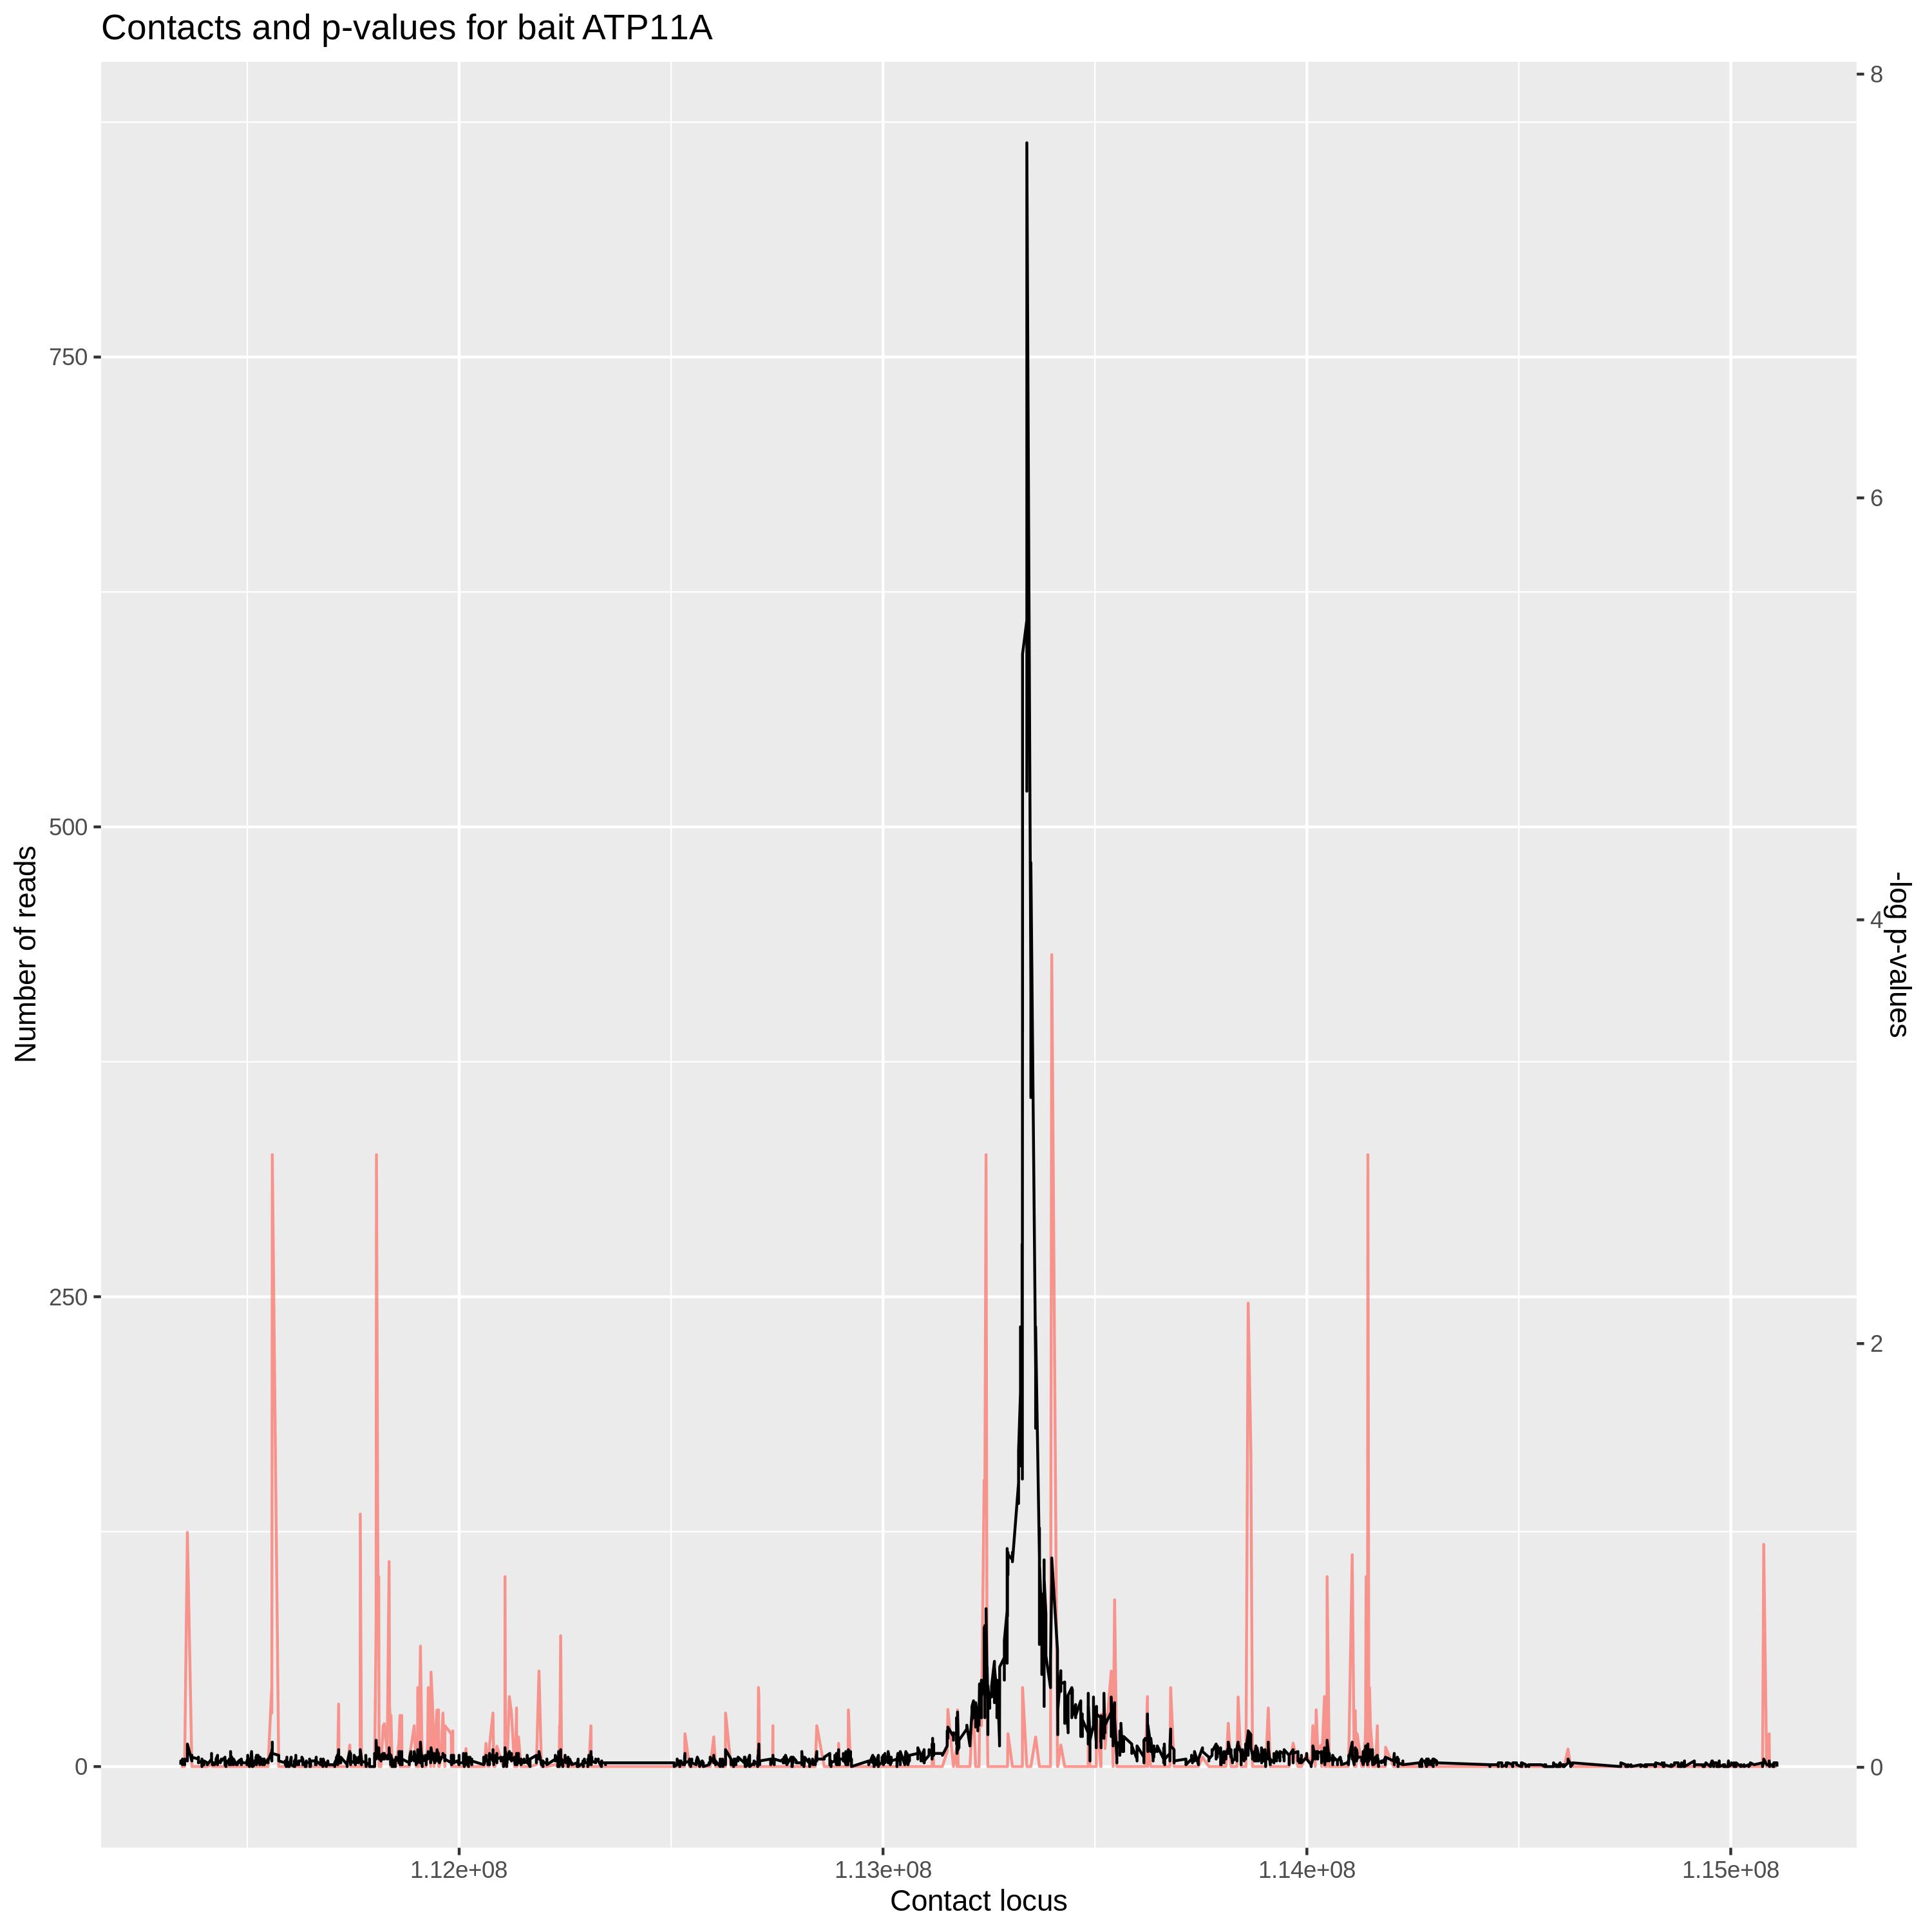 Contacts and p-values for bait ATP11A
8
750
6
500
Number of reads
-log p-values
4
250
2
0
0
1.12e+08
1.13e+08
1.14e+08
1.15e+08
Contact locus